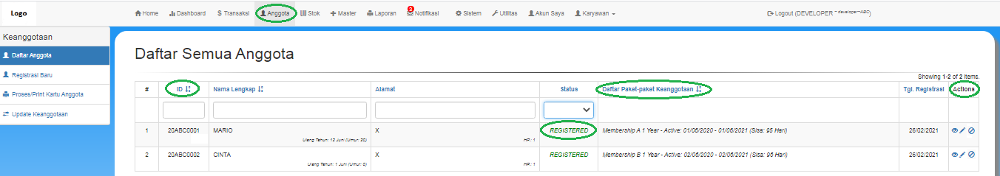 Logo
Home Dashboard $ Transaksi Anggota Stok + Master Laporan 3 Notifikasi Sistem Utilitas Akun Saya Karyawan Logout (DEVELOPER ~ developer~ABC)
Keanggotaan
Daftar Anggota
Registrasi Baru
Proses/Print Kartu Anggota
Update Keanggotaan
Daftar Semua Anggota
Showing 1-2 of 2 items.
# ID Nama Lengkap Alamat Status Daftar Paket-paket Keanggotaan Tgl. Registrasi Actions
1 20ABC0001 MARIO X REGISTERED Membership A 1 Year - Active: 01/06/2020 - 01/06/2021 (Sisa: 95 Hari) 26/02/2021
Ulang Tahun: 12 Juni (Umur: 20) HP.: 1
2 20ABC0002 CINTA X REGISTERED Membership B 1 Year - Active: 02/06/2020 - 02/06/2021 (Sisa: 96 Hari) 26/02/2021
Ulang Tahun: 1 Juni (Umur: 0) HP.: 1